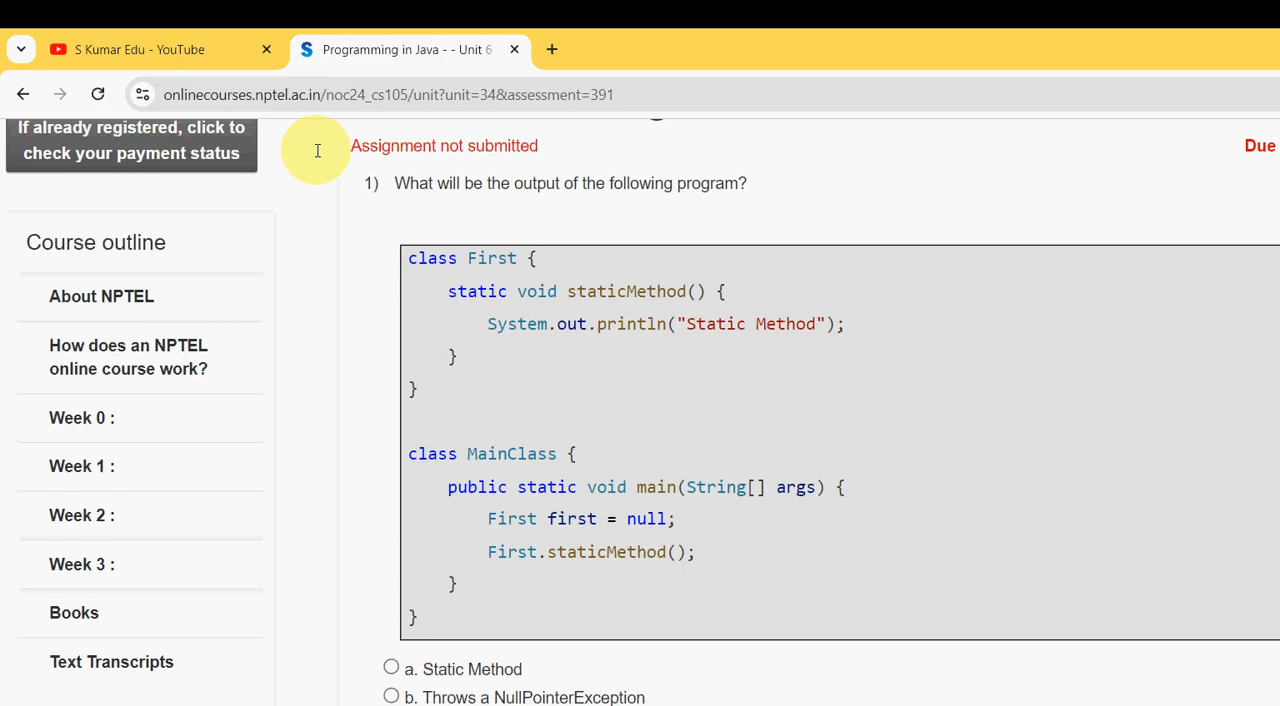 S Kumar Edu - YouTube
Programming in Java - - Unit 6
onlinecourses.nptel.ac.in/noc24_cs105/unit?unit=34&assessment=391
If already registered, click to
check your payment status
Assignment not submitted
Due
1) What will be the output of the following program?
Course outline
About NPTEL
How does an NPTEL
online course work?
Week 0 :
Week 1 :
Week 2 :
Week 3 :
Books
Text Transcripts
class First {
static void staticMethod() {
System.out.println("Static Method");
}
}
class MainClass {
public static void main(String[] args) {
First first = null;
First.staticMethod();
}
}
a. Static Method
b. Throws a NullPointerException